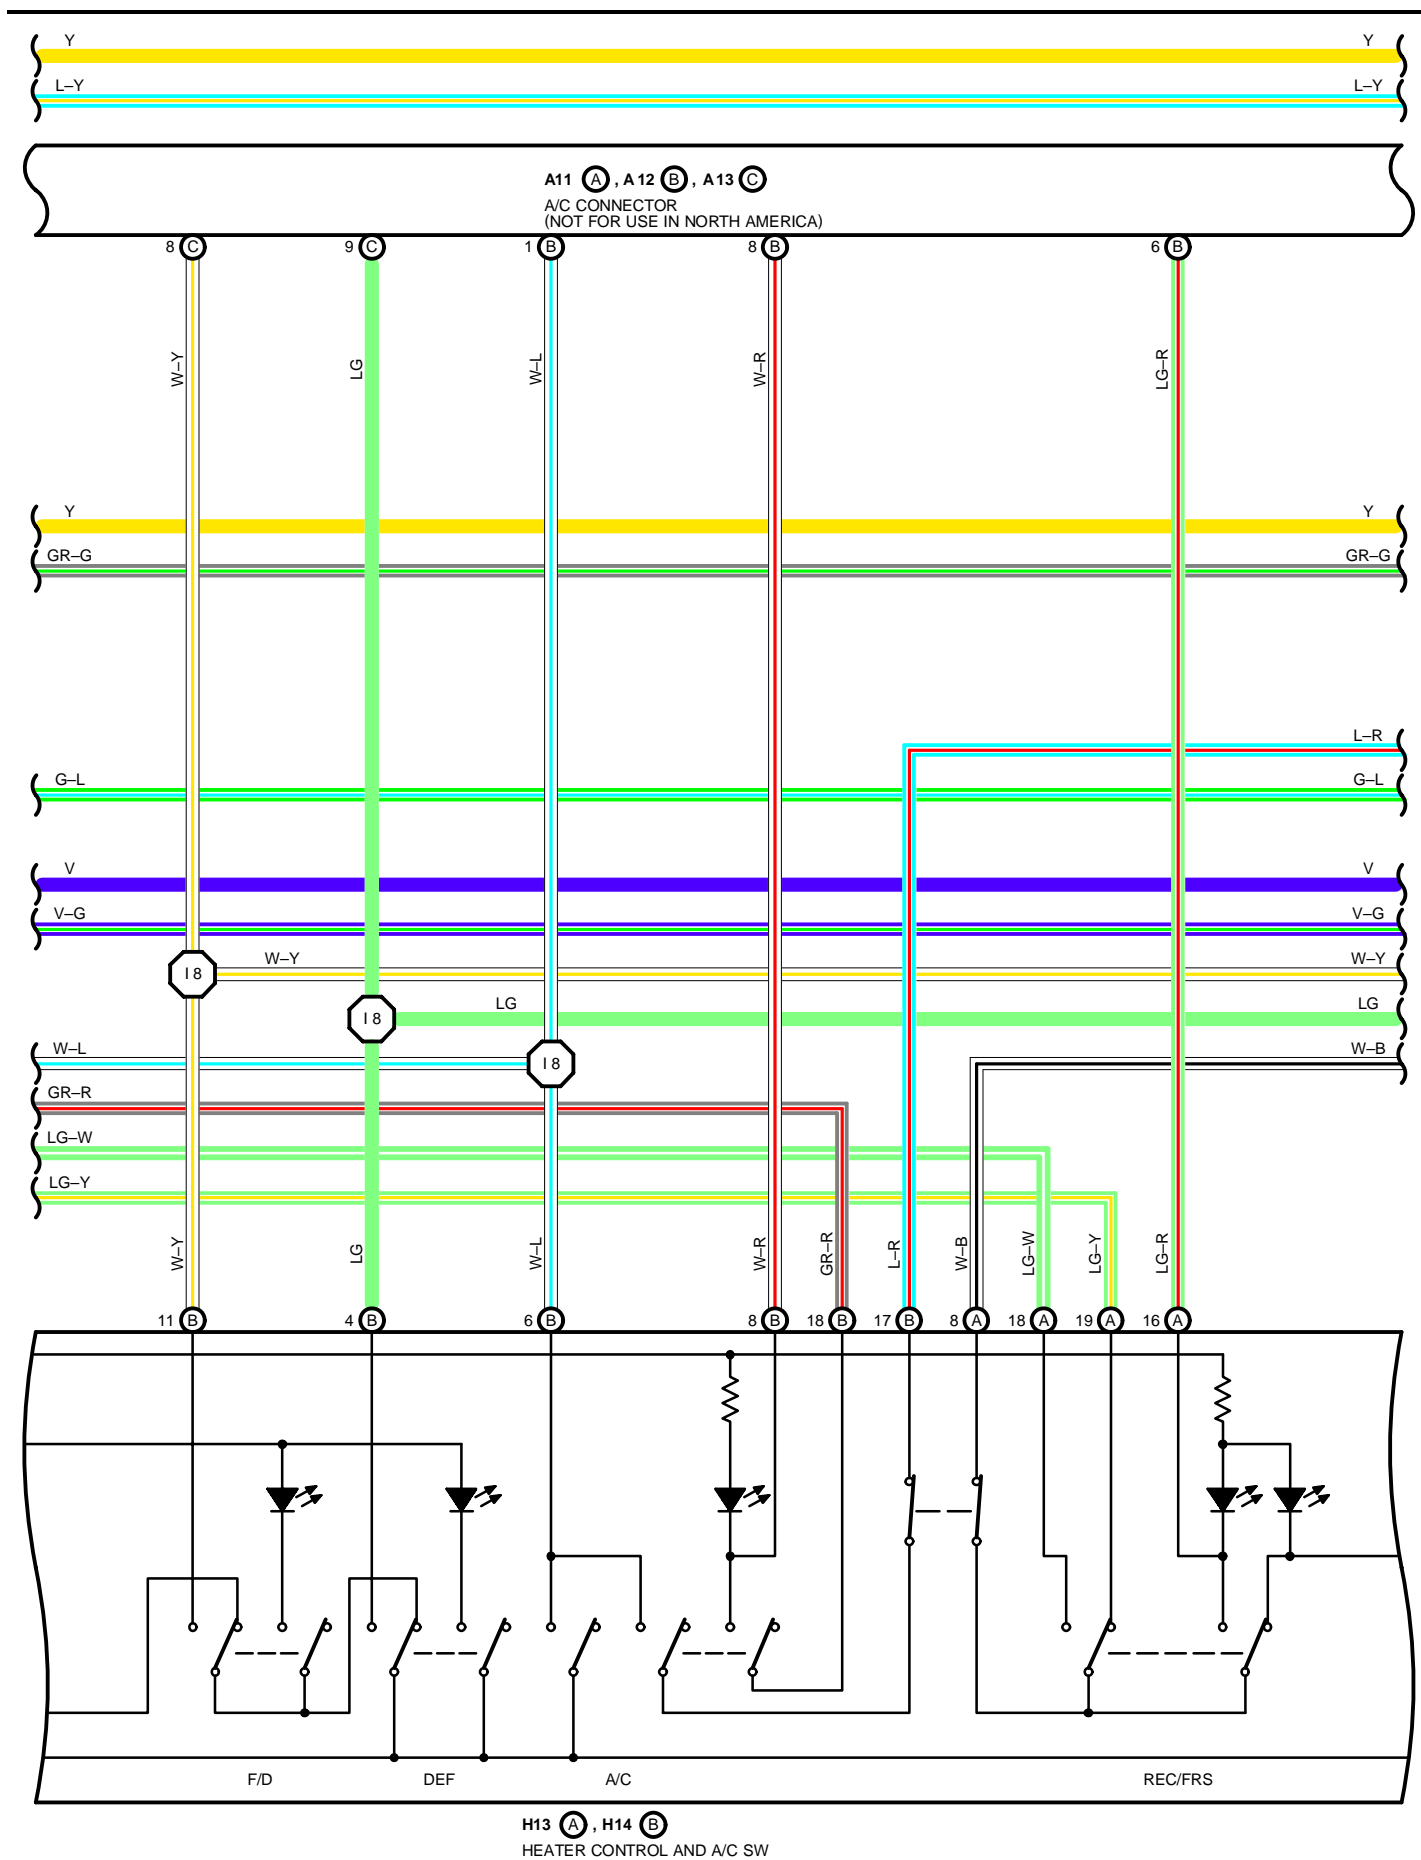 Y Y
L–Y L–Y
A11 A , A12 B , A13 C
A/C CONNECTOR
(NOT FOR USE IN NORTH AMERICA)
8 C 9 C 1 B 8 B 6 B
W–Y LG W–L W–R LG–R
Y Y
GR–G GR–G
L–R
G–L G–L
V V
V–G V–G
I8 W–Y W–Y
I8 LG LG
W–L I8 W–B
GR–R
LG–W
LG–Y
W–Y LG W–L W–R GR–R L–R W–B LG–W LG–Y LG–R
11 B 4 B 6 B 8 B 18 B 17 B 8 A 18 A 19 A 16 A
F/D DEF A/C REC/FRS
H13 A , H14 B
HEATER CONTROL AND A/C SW